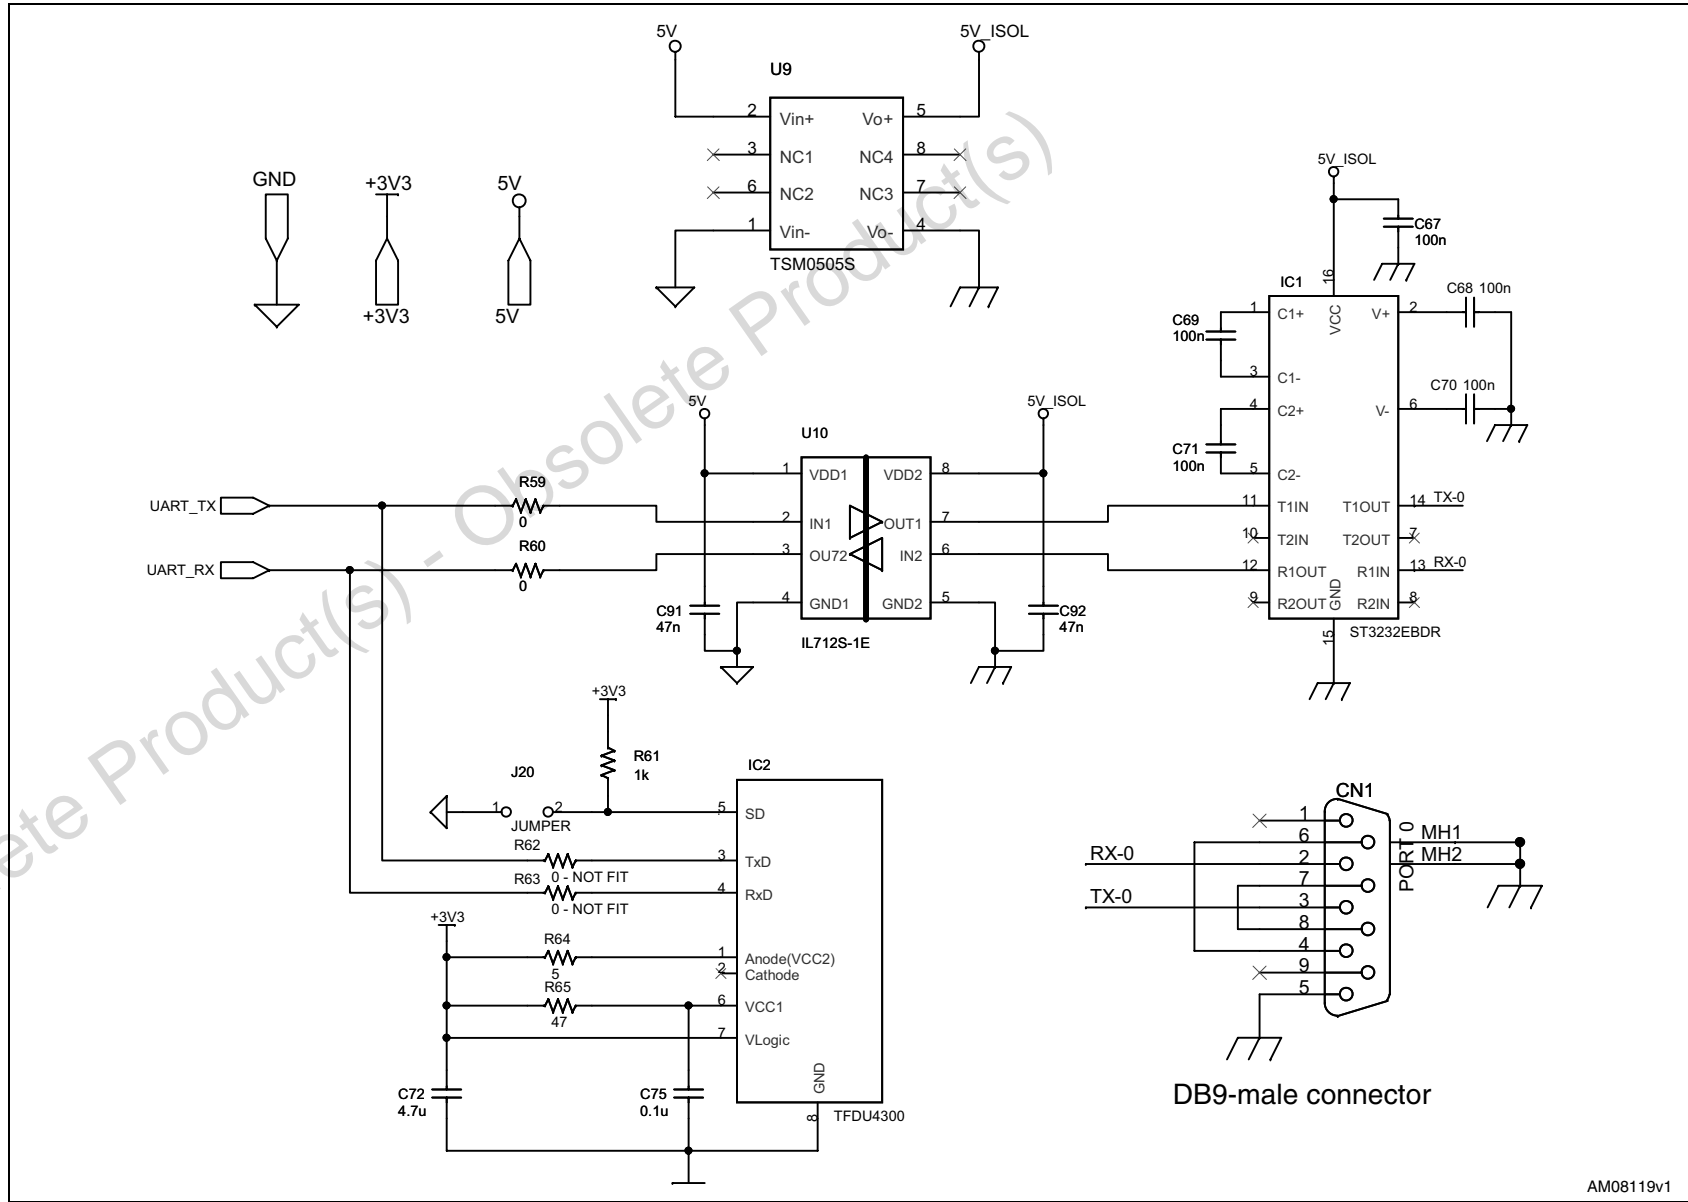 5V
5V_ISOL
U9
2 Vin+ Vo+ 5
3 NC1 NC4 8
6 NC2 NC3 7
1 Vin- Vo- 4
TSM0505S
GND
+3V3
5V
+3V3
5V
5V_ISOL
C67
100n
16
IC1
C68 100n
1 C1+ VCC V+ 2
C69
100n
3 C1-
C70 100n
4 C2+ V- 6
C71
100n
5 C2-
11 T1IN T1OUT 14 TX-0
10 T2IN T2OUT 7
12 R1OUT R1IN 13 RX-0
9 R2OUT GND R2IN 8
15
ST3232EBDR
5V
5V_ISOL
U10
1 VDD1 VDD2 8
2 IN1 OUT1 7
3 OU72 IN2 6
4 GND1 GND2 5
C91
47n
C92
47n
IL712S-1E
UART_TX
R59
0
UART_RX
R60
0
+3V3
R61
1k
IC2
J20
1 2
JUMPER
5 SD
R62
0 - NOT FIT
3 TxD
R63
0 - NOT FIT
4 RxD
+3V3
R64
5
1 Anode(VCC2)
2 Cathode
R65
47
6 VCC1
7 VLogic
C72
4.7u
C75
0.1u
GND
8
TFDU4300
CN1
1
6
RX-0 2
7
TX-0 3
8
4
9
5
PORT 0
MH1
MH2
DB9-male connector
AM08119v1
ete Product(s) - Obsolete Product(s)